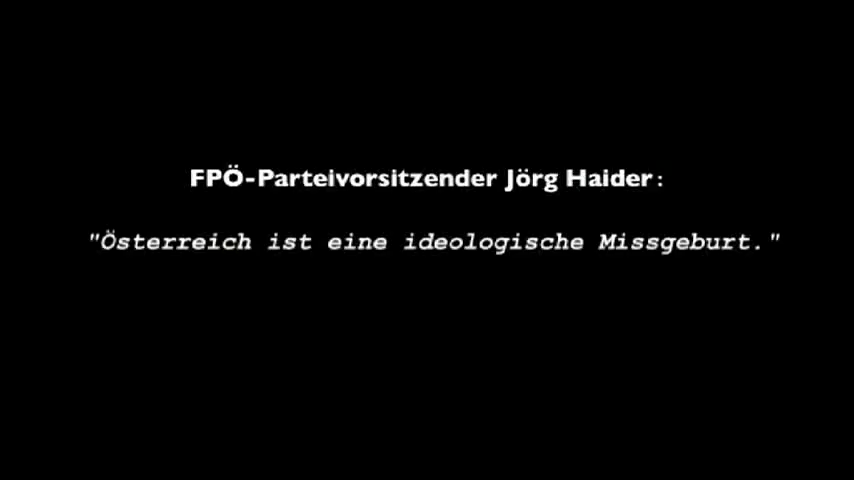 FPÖ-Parteivorsitzender Jörg Haider:
"Österreich ist eine ideologische Missgeburt."